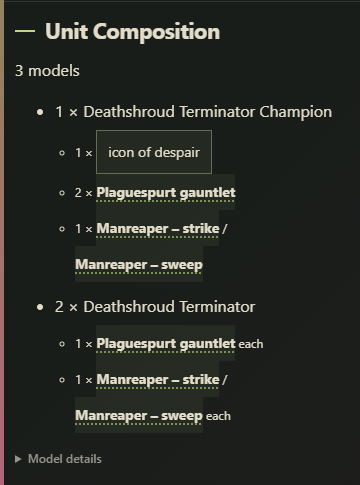 Unit Composition
3 models
• 1 × Deathshroud Terminator Champion
◦ 1 × icon of despair
◦ 2 × Plaguespurt gauntlet
◦ 1 × Manreaper – strike /
Manreaper – sweep
• 2 × Deathshroud Terminator
◦ 1 × Plaguespurt gauntlet each
◦ 1 × Manreaper – strike /
Manreaper – sweep each
▶ Model details